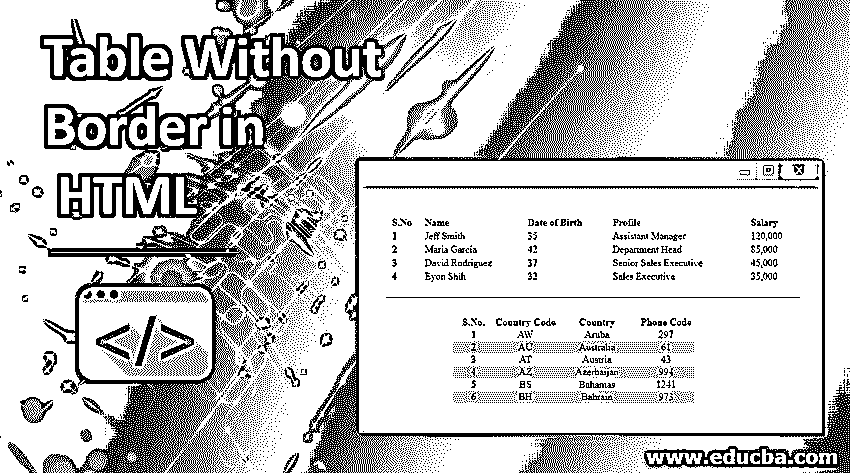 Table Without
Border in
HTML
</>
S.No Name Date of Birth Profile Salary
1 Jeff Smith 35 Assistant Manager 120,000
2 Maria Garcia 42 Department Head 85,000
3 David Rodriguez 37 Senior Sales Executive 45,000
4 Eyon Shih 32 Sales Executive 35,000
S.No. Country Code Country Phone Code
1 AW Aruba 297
2 AU Australia 61
3 AT Austria 43
4 AZ Azerbaijan 994
5 BS Bahamas 1241
6 BH Bahrain 973
www.educba.com